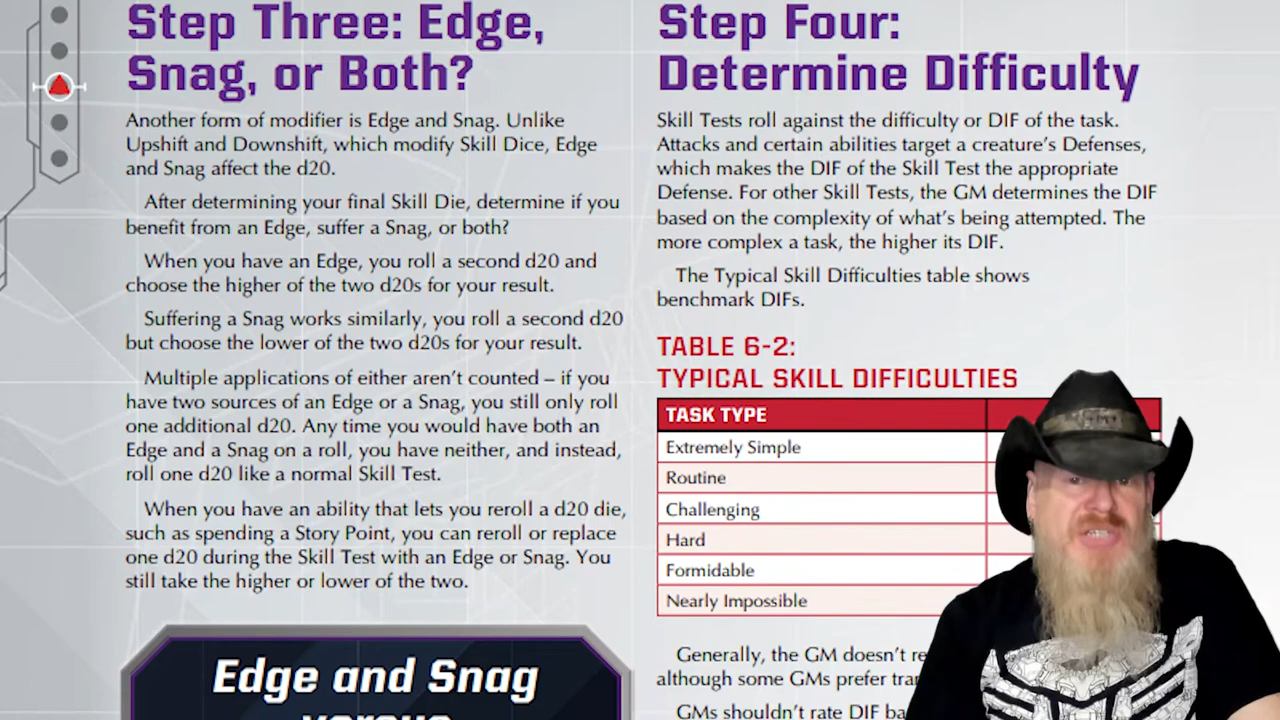 Step Three: Edge,
Snag, or Both?
Another form of modifier is Edge and Snag. Unlike
Upshift and Downshift, which modify Skill Dice, Edge
and Snag affect the d20.
After determining your final Skill Die, determine if you
benefit from an Edge, suffer a Snag, or both?
When you have an Edge, you roll a second d20 and
choose the higher of the two d20s for your result.
Suffering a Snag works similarly, you roll a second d20
but choose the lower of the two d20s for your result.
Multiple applications of either aren't counted – if you
have two sources of an Edge or a Snag, you still only roll
one additional d20. Any time you would have both an
Edge and a Snag on a roll, you have neither, and instead,
roll one d20 like a normal Skill Test.
When you have an ability that lets you reroll a d20 die,
such as spending a Story Point, you can reroll or replace
one d20 during the Skill Test with an Edge or Snag. You
still take the higher or lower of the two.
Edge and Snag
versus
Step Four:
Determine Difficulty
Skill Tests roll against the difficulty or DIF of the task.
Attacks and certain abilities target a creature's Defenses,
which makes the DIF of the Skill Test the appropriate
Defense. For other Skill Tests, the GM determines the DIF
based on the complexity of what's being attempted. The
more complex a task, the higher its DIF.
The Typical Skill Difficulties table shows
benchmark DIFs.
TABLE 6-2:
TYPICAL SKILL DIFFICULTIES
TASK TYPE
Extremely Simple
Routine
Challenging
Hard
Formidable
Nearly Impossible
Generally, the GM doesn't
although some GMs prefer
GMs shouldn't rate DIF